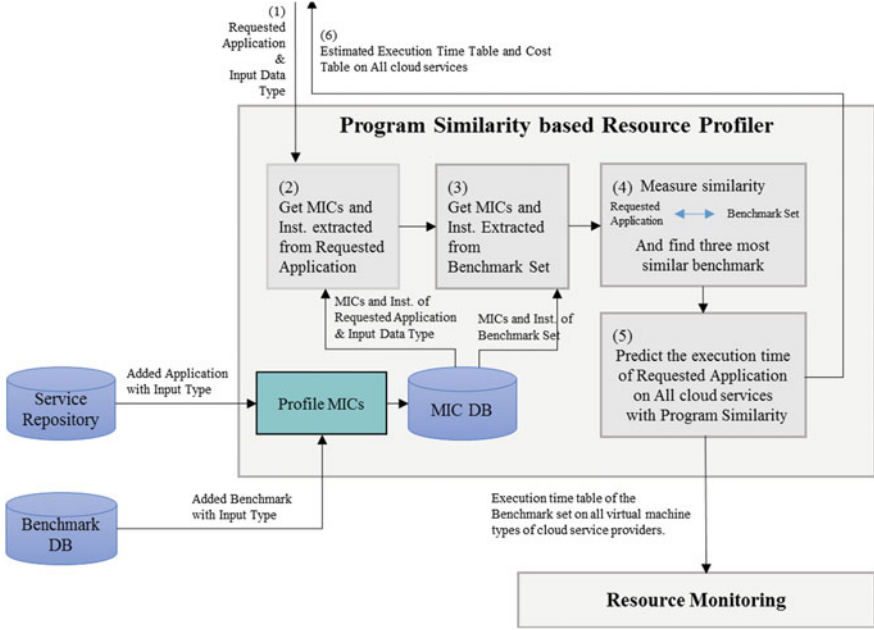 (1)
Requested
Application
&
Input Data
Type
(6)
Estimated Execution Time Table and Cost
Table on All cloud services
Program Similarity based Resource Profiler
(2)
Get MICs and
Inst. extracted
from Requested
Application
(3)
Get MICs and
Inst. Extracted
from
Benchmark Set
(4) Measure similarity
Requested
Application
Benchmark Set
And find three most
similar benchmark
MICs and Inst. of
Requested Application
& Input Data Type
MICs and Inst. of
Benchmark Set
(5)
Predict the execution time
of Requested Application
on All cloud services
with Program Similarity
Service
Repository
Added Application
with Input Type
Profile MICs
MIC DB
Benchmark
DB
Added Benchmark
with Input Type
Execution time table of the
Benchmark set on all virtual machine
types of cloud service providers.
Resource Monitoring